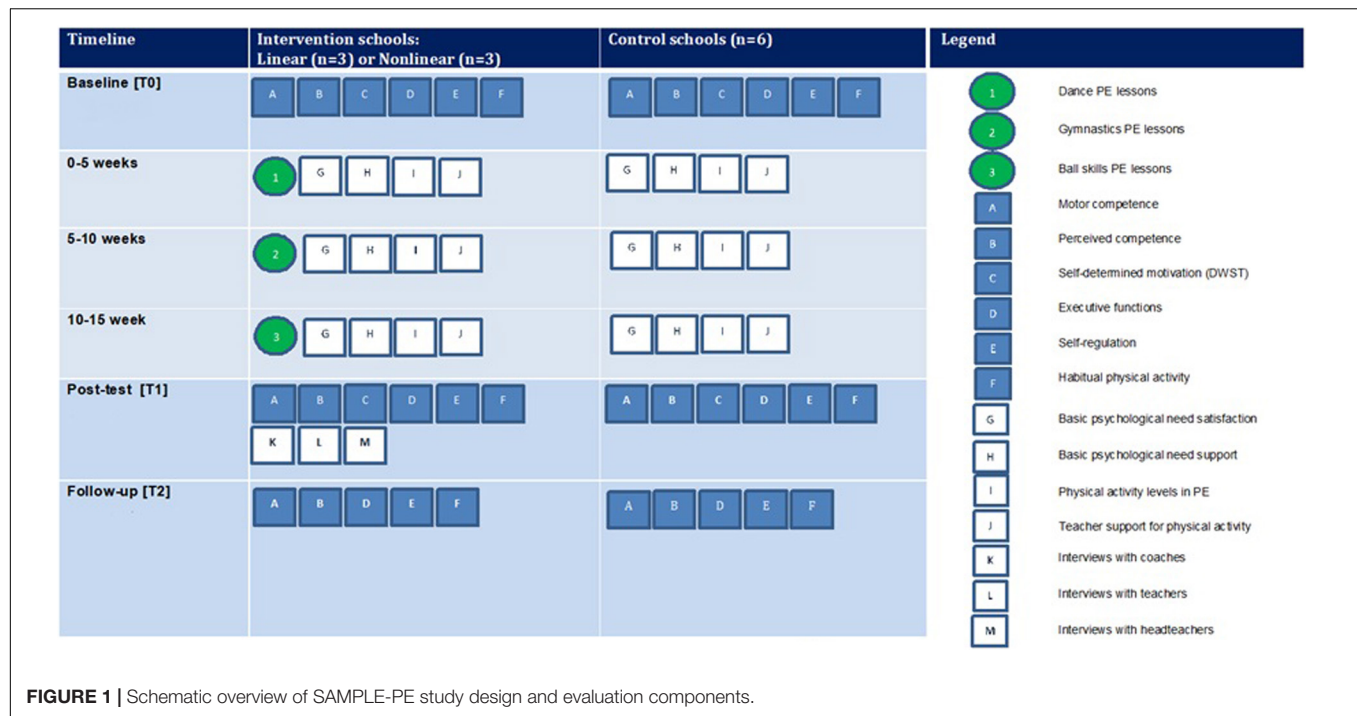 Timeline
Intervention schools:
Linear (n=3) or Nonlinear (n=3)
Control schools (n=6)
Legend
Baseline [T0]
A B C D E F
A B C D E F
0-5 weeks
1 G H I J
G H I J
5-10 weeks
2 G H I J
G H I J
10-15 week
3 G H I J
G H I J
Post-test [T1]
A B C D E F
K L M
A B C D E F
Follow-up [T2]
A B D E F
A B D E F
1 Dance PE lessons
2 Gymnastics PE lessons
3 Ball skills PE lessons
A Motor competence
B Perceived competence
C Self-determined motivation (DWST)
D Executive functions
E Self-regulation
F Habitual physical activity
G Basic psychological need satisfaction
H Basic psychological need support
I Physical activity levels in PE
J Teacher support for physical activity
K Interviews with coaches
L Interviews with teachers
M Interviews with headteachers
FIGURE 1 | Schematic overview of SAMPLE-PE study design and evaluation components.